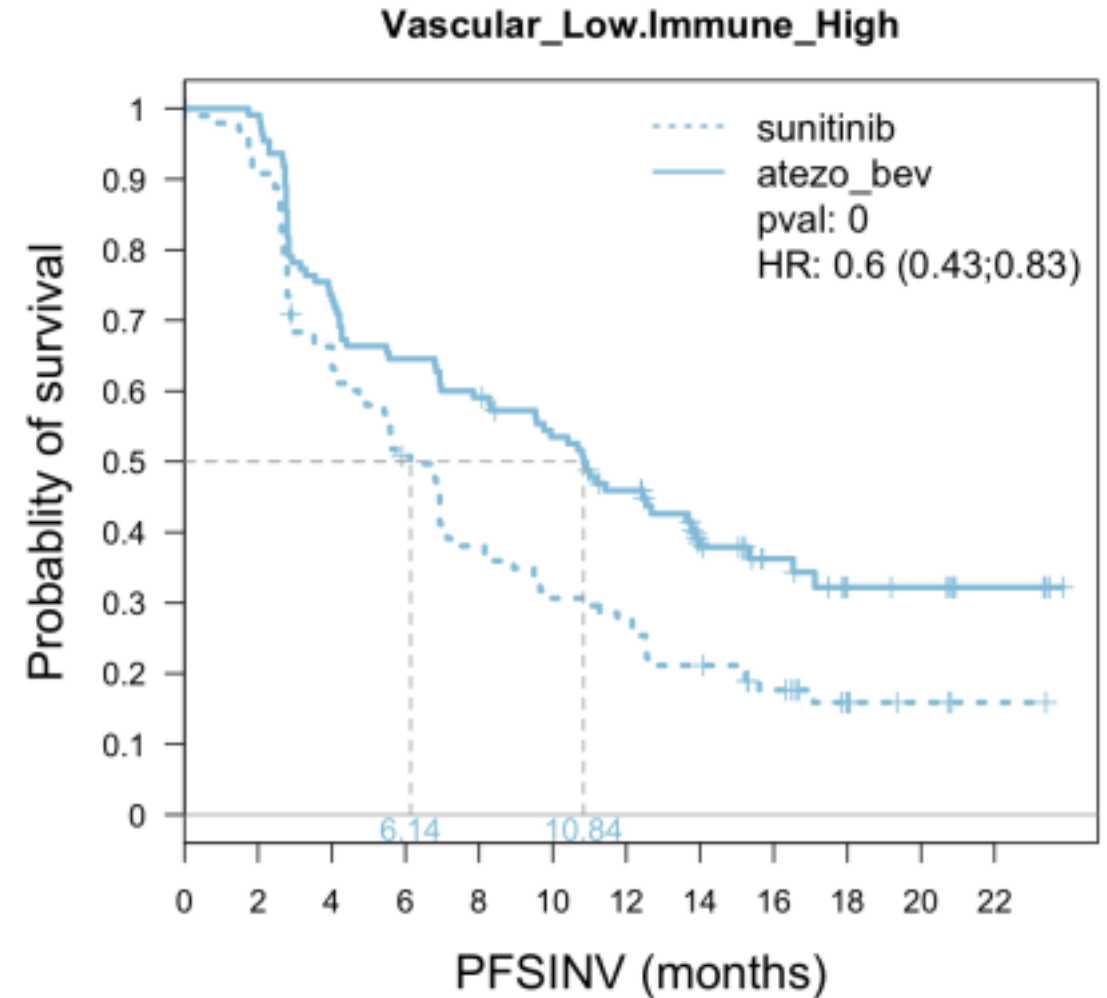 Vascular_Low.Immune_High
sunitinib
atezo_bev
pval: 0
HR: 0.6 (0.43;0.83)
Probablity of survival
1
0.9
0.8
0.7
0.6
0.5
0.4
0.3
0.2
0.1
0
6.14 10.84
0 2 4 6 8 10 12 14 16 18 20 22
PFSINV (months)